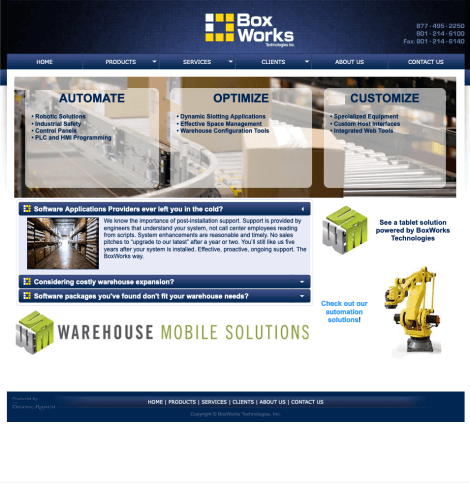 Box
Works
Technologies, Inc.
877-495-2250
801-214-6100
Fax: 801-214-6140
HOME PRODUCTS SERVICES CLIENTS ABOUT US CONTACT US
AUTOMATE
• Robotic Solutions
• Industrial Safety
• Control Panels
• PLC and HMI Programming
OPTIMIZE
• Dynamic Slotting Applications
• Effective Space Management
• Warehouse Configuration Tools
CUSTOMIZE
• Specialized Equipment
• Custom Host Interfaces
• Integrated Web Tools
Software Applications Providers ever left you in the cold?
We know the importance of post-installation support. Support is provided by
engineers that understand your system, not call center employees reading
from scripts. System enhancements are reasonable and timely. No sales
pitches to "upgrade to our latest" after a year or two. You'll still like us five
years after your system is installed. Effective, proactive, ongoing support. The
BoxWorks way.
Considering costly warehouse expansion?
Software packages you've found don't fit your warehouse needs?
WAREHOUSE MOBILE SOLUTIONS
See a tablet solution
powered by BoxWorks
Technologies
Check out our
automation
solutions!
Produced by
HOME | PRODUCTS | SERVICES | CLIENTS | ABOUT US | CONTACT US
Copyright © BoxWorks Technologies, Inc.